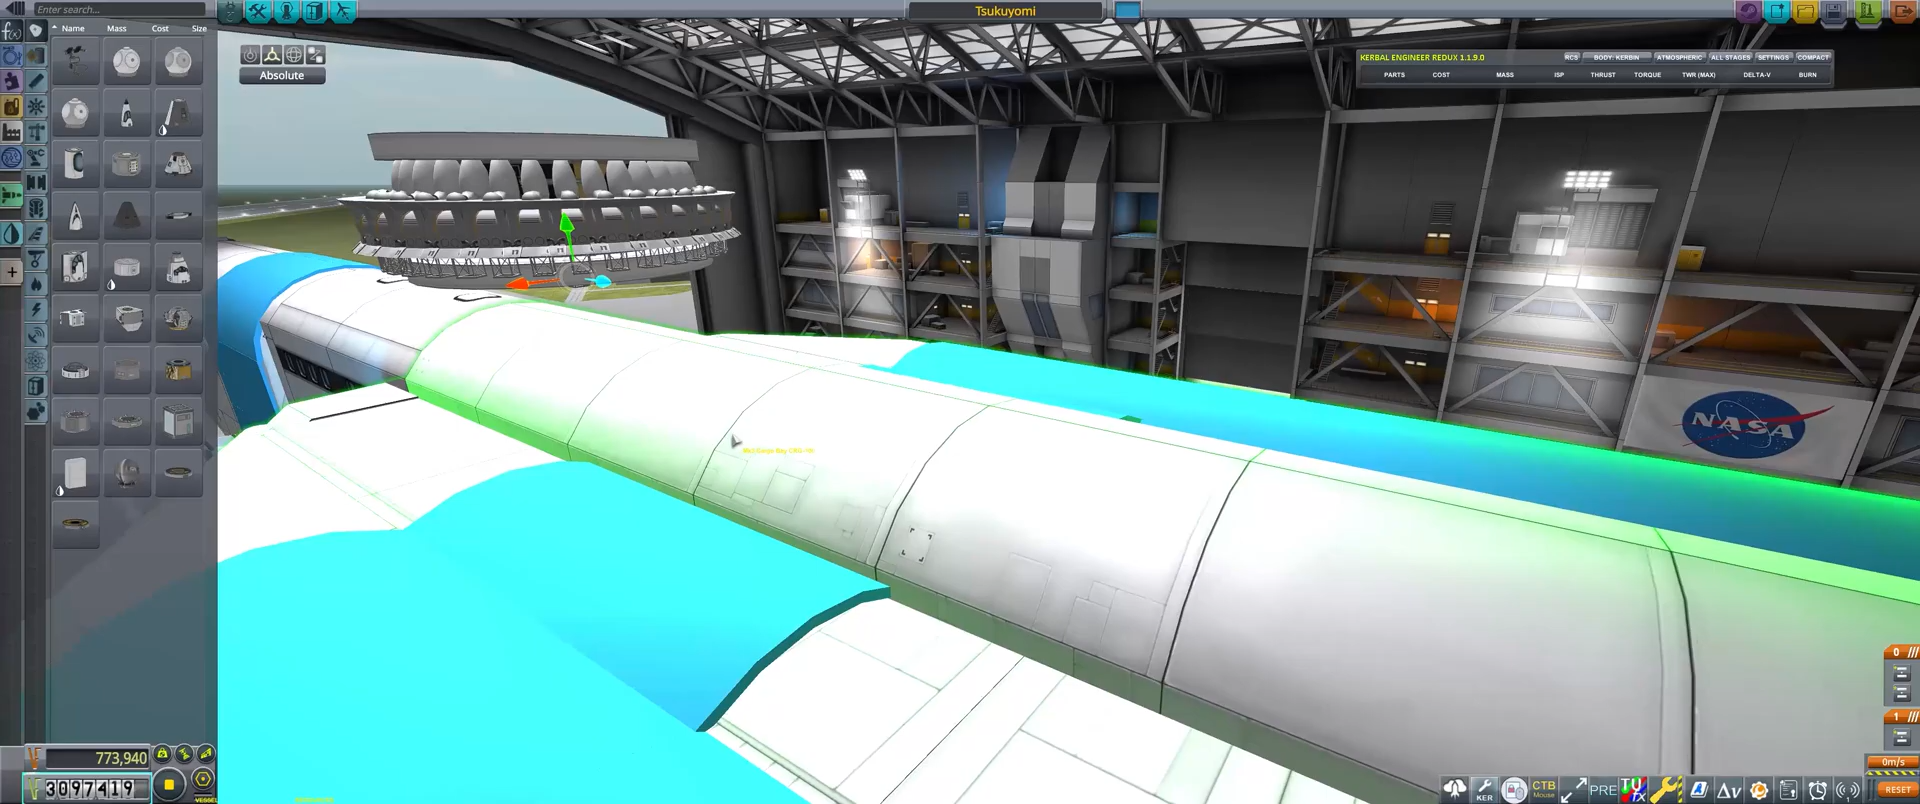 Enter search...
Tsukuyomi
Name Mass Cost Size
Absolute
KERBAL ENGINEER REDUX 1.1.9.0 RCS BODY: KERBIN ATMOSPHERIC ALL STAGES SETTINGS COMPACT
PARTS COST MASS ISP THRUST TORQUE TWR (MAX) DELTA-V BURN
NASA
0
1
773,940
3097419
0m/s
KER
CTB
Mouse
PRE
Δv
RESET